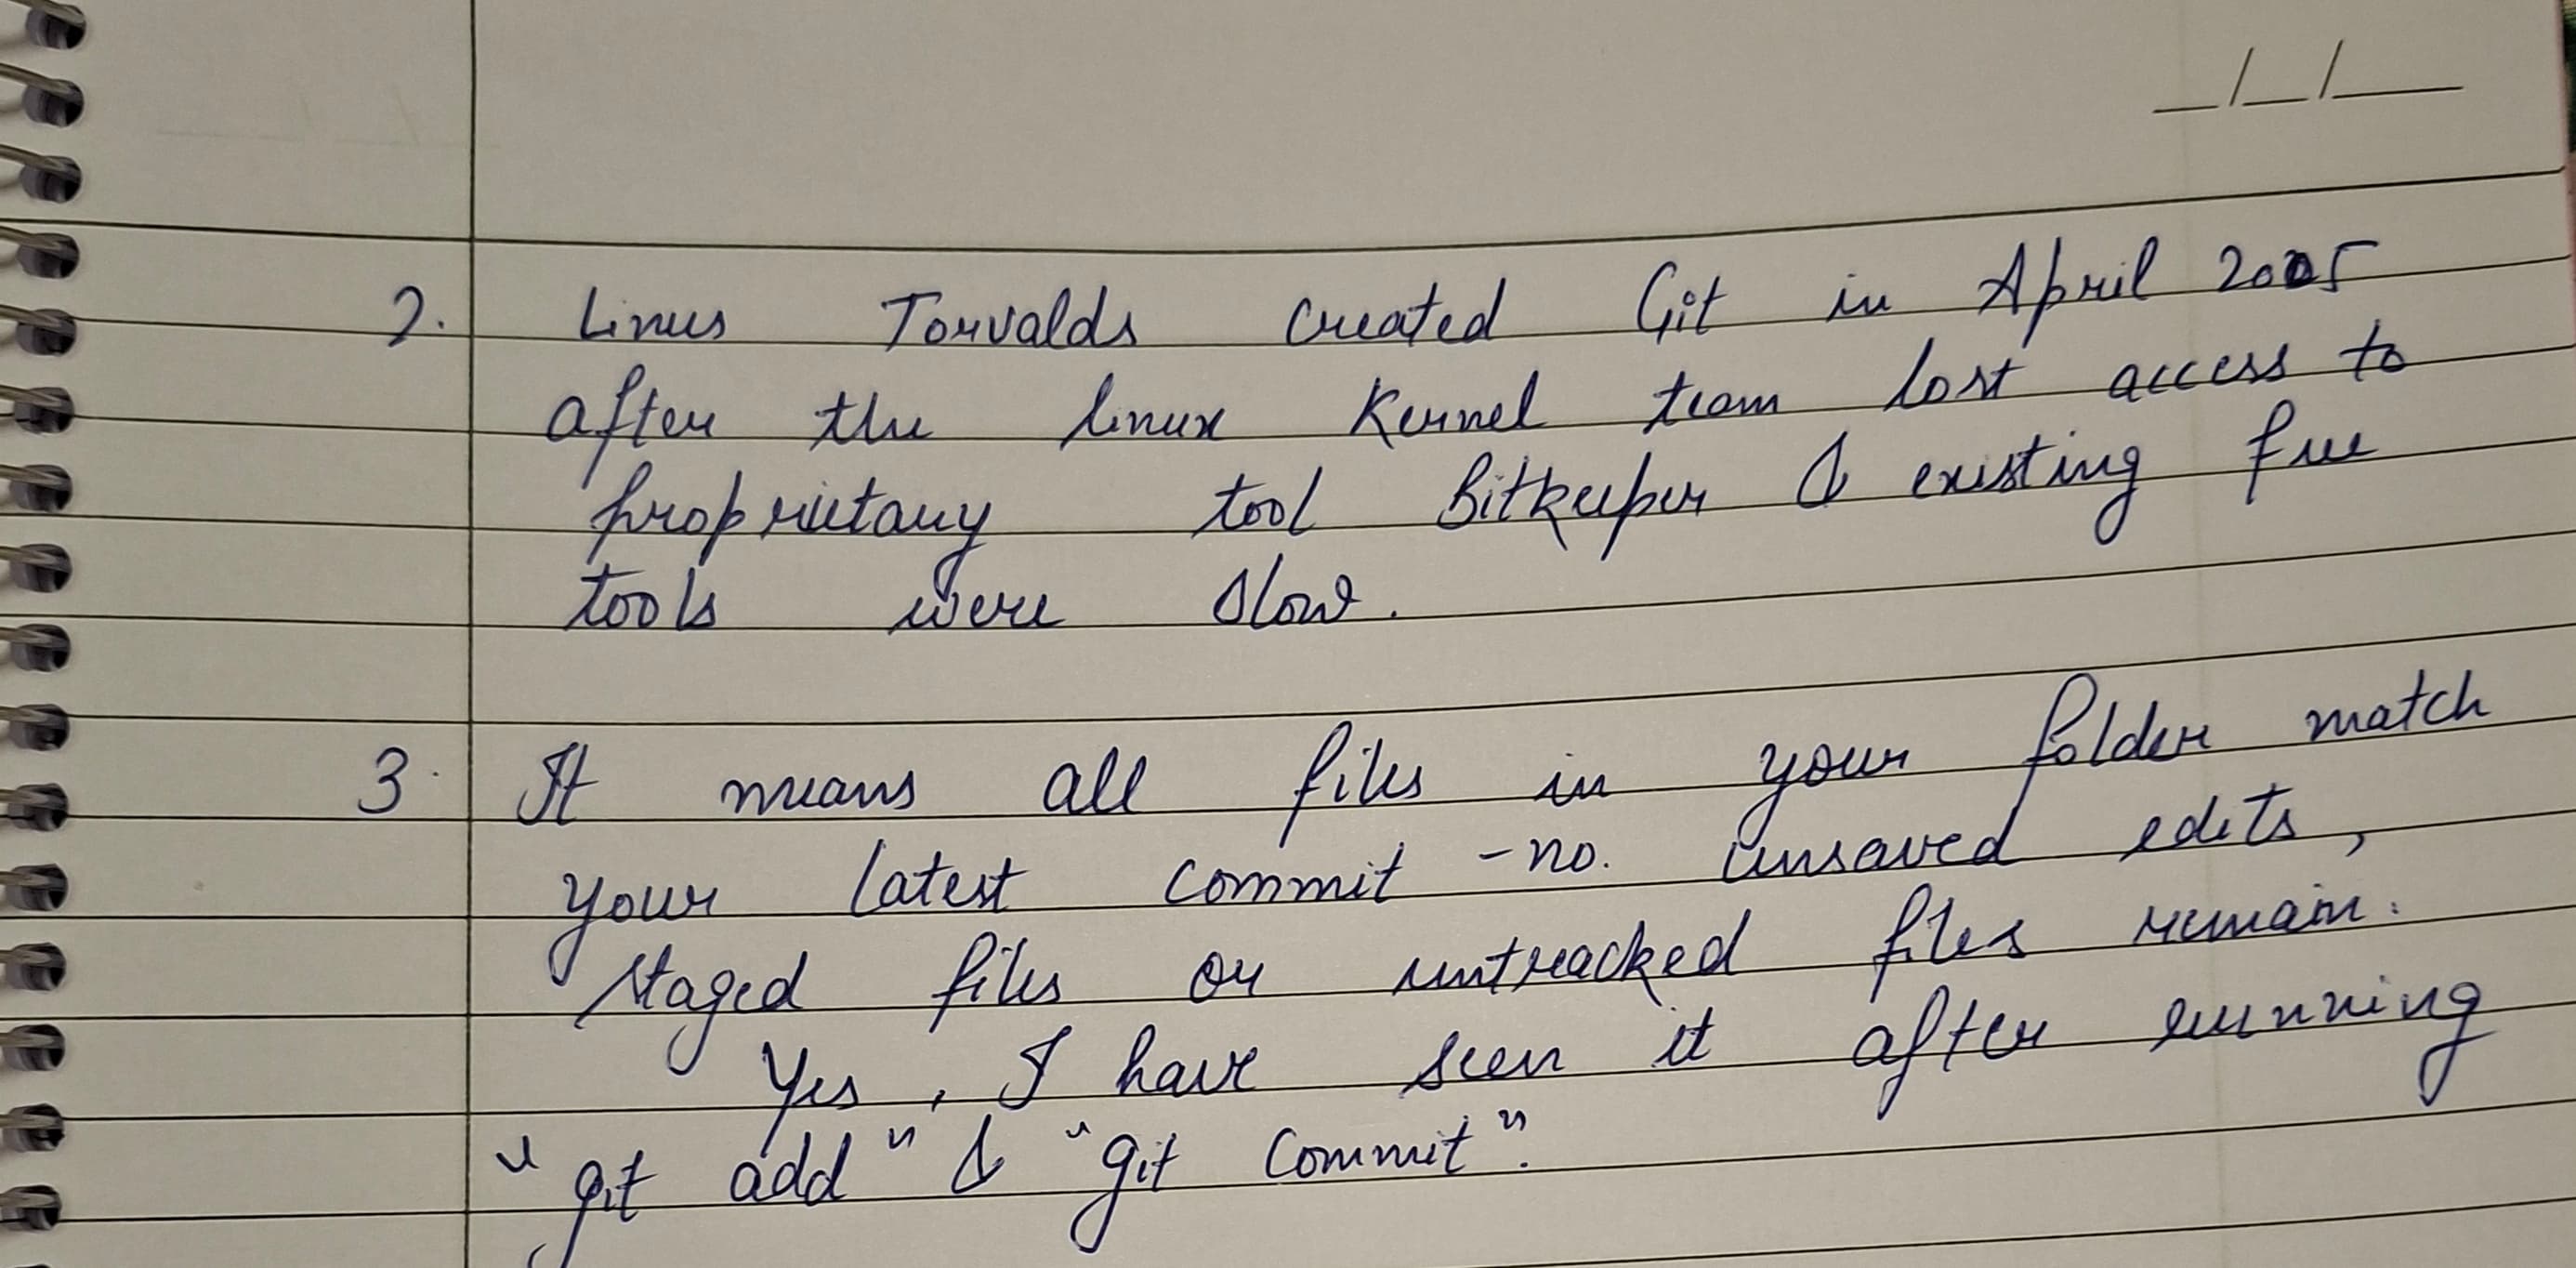 _/_/__
2. Linus Torvalds created Git in April 2005
after the linux Kernel team lost access to
proprietary tool Bitkeeper & existing free
tools were slow.
3. It means all files in your folder match
your latest commit - no. unsaved edits,
staged files or untracked files remain.
Yes, I have seen it after running
"git add" & "git commit".